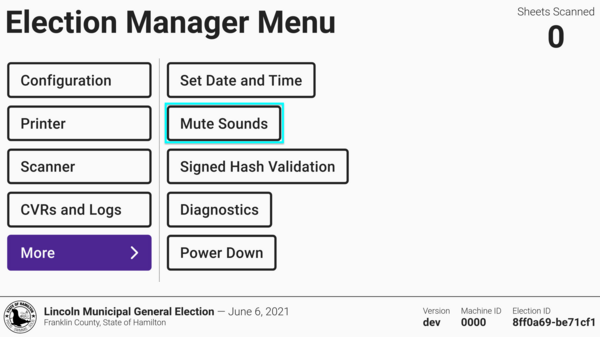 Election Manager Menu
Sheets Scanned
0
Configuration
Printer
Scanner
CVRs and Logs
More
Set Date and Time
Mute Sounds
Signed Hash Validation
Diagnostics
Power Down
Lincoln Municipal General Election — June 6, 2021
Franklin County, State of Hamilton
Version
dev
Machine ID
0000
Election ID
8ff0a69-be71cf1